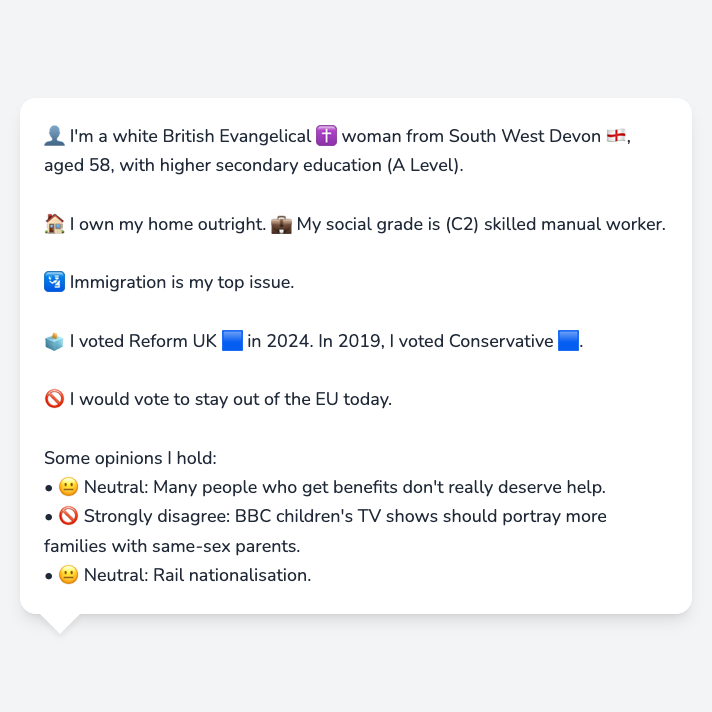 👤 I'm a white British Evangelical ✝️ woman from South West Devon 🏴󠁧󠁢󠁥󠁮󠁧󠁿,
aged 58, with higher secondary education (A Level).
🏠 I own my home outright. 💼 My social grade is (C2) skilled manual worker.
🛂 Immigration is my top issue.
🗳️ I voted Reform UK 🟦 in 2024. In 2019, I voted Conservative 🟦.
🚫 I would vote to stay out of the EU today.
Some opinions I hold:
• 😐 Neutral: Many people who get benefits don't really deserve help.
• 🚫 Strongly disagree: BBC children's TV shows should portray more
families with same-sex parents.
• 😐 Neutral: Rail nationalisation.